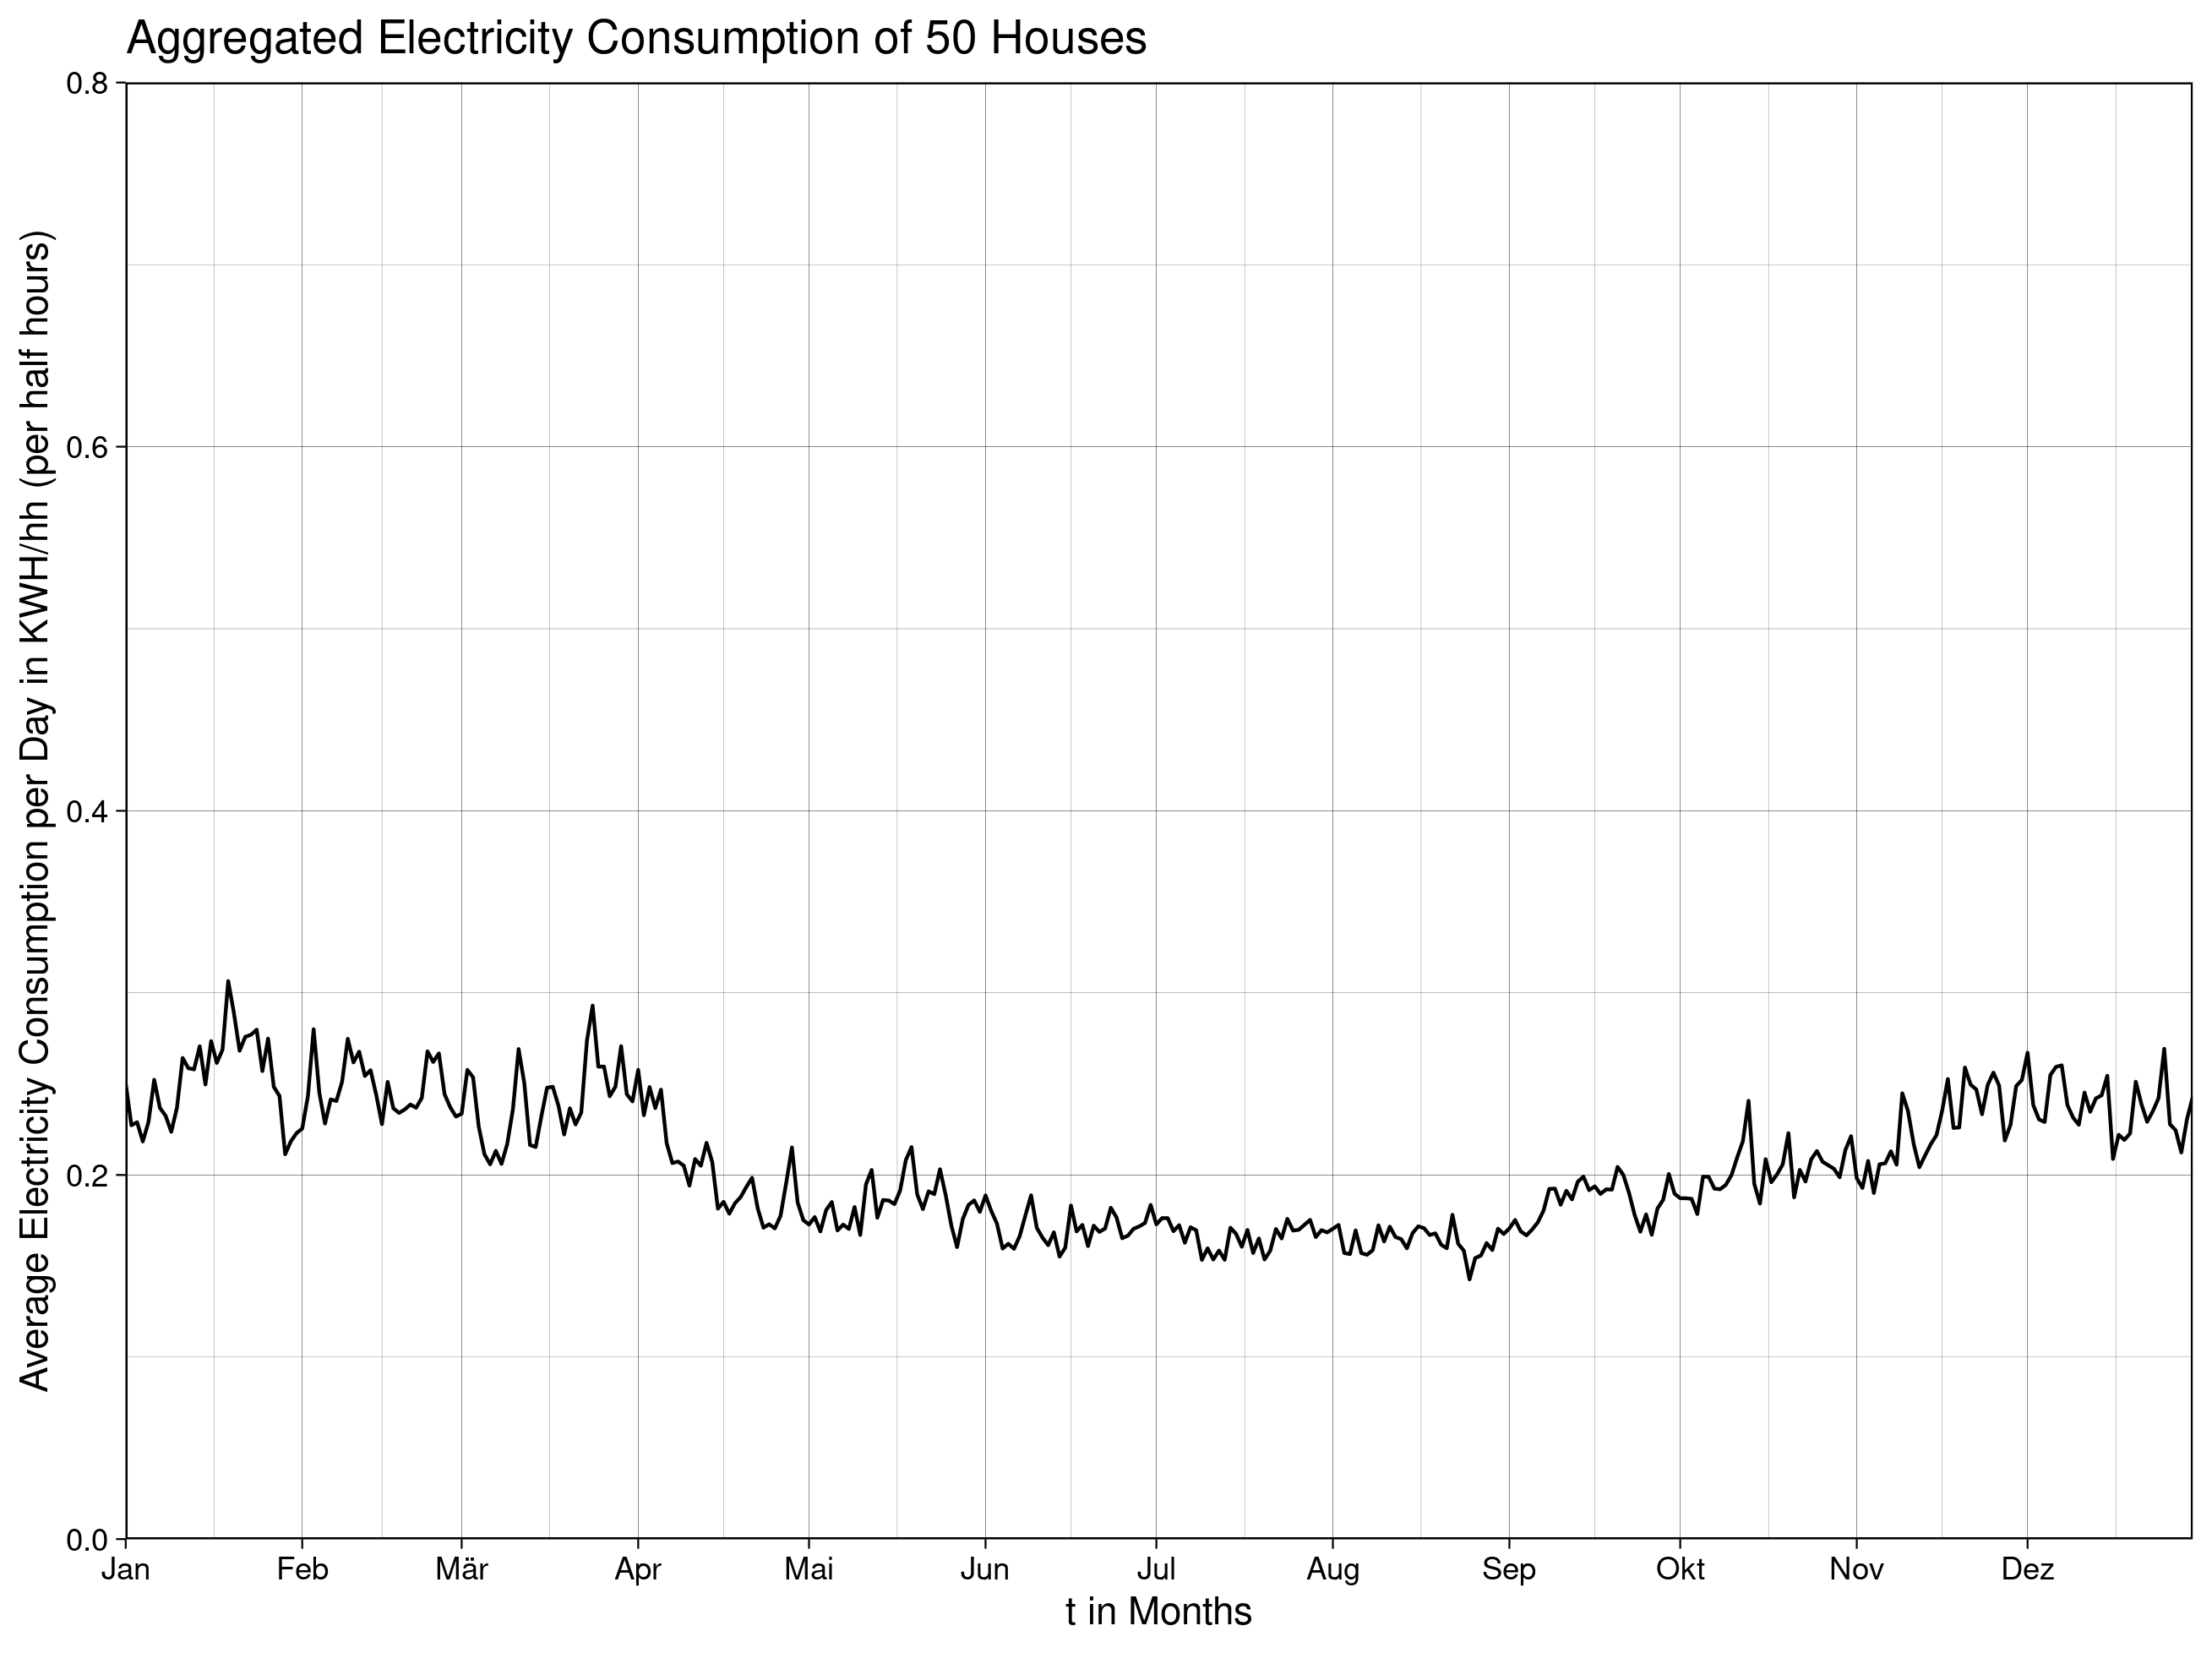 Aggregated Electricity Consumption of 50 Houses
Average Electricity Consumption per Day in KWH/hh (per half hours)
0.8
0.6
0.4
0.2
0.0
Jan Feb Mär Apr Mai Jun Jul Aug Sep Okt Nov Dez
t in Months